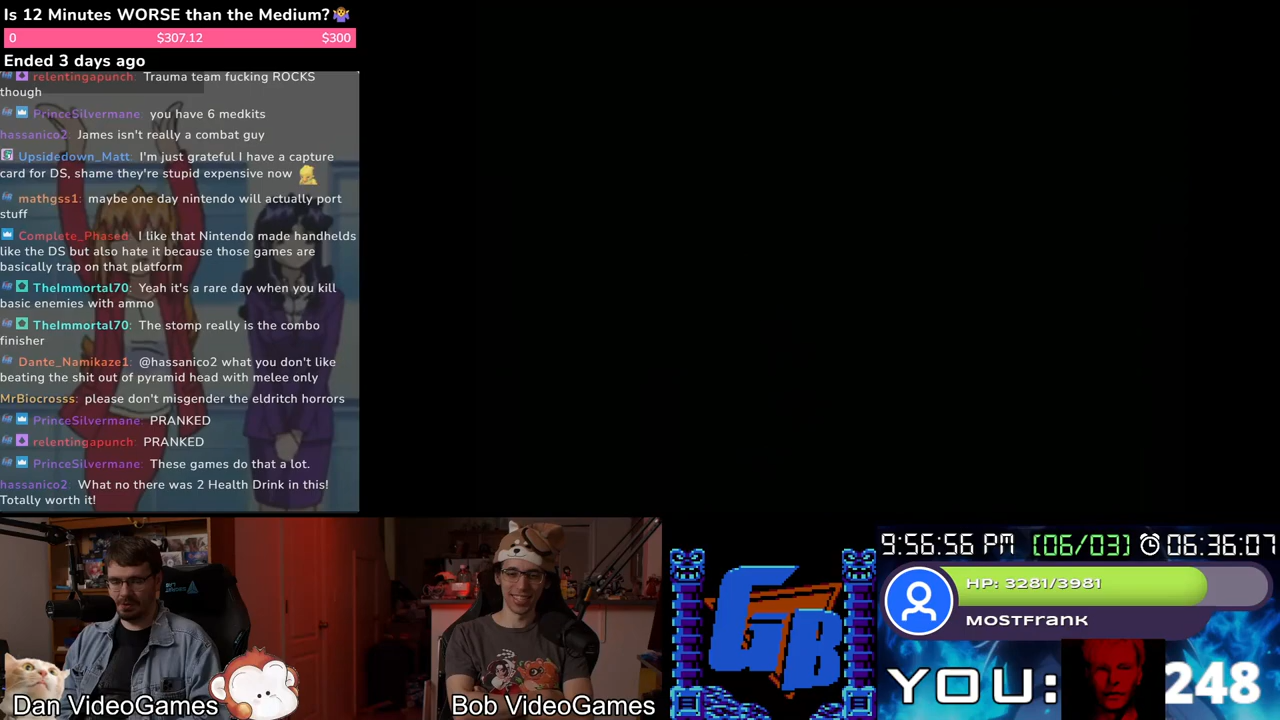 Is 12 Minutes WORSE than the Medium?🤷
0 $307.12 $300
Ended 3 days ago
relentingapunch: Trauma team fucking ROCKS
though
PrinceSilvermane: you have 6 medkits
hassanico2: James isn't really a combat guy
Upsidedown_Matt: I'm just grateful I have a capture
card for DS, shame they're stupid expensive now
mathgss1: maybe one day nintendo will actually port
stuff
Complete_Phased: I like that Nintendo made handhelds
like the DS but also hate it because those games are
basically trap on that platform
TheImmortal70: Yeah it's a rare day when you kill
basic enemies with ammo
TheImmortal70: The stomp really is the combo
finisher
Dante_Namikaze1: @hassanico2 what you don't like
beating the shit out of pyramid head with melee only
MrBiocrosss: please don't misgender the eldritch horrors
PrinceSilvermane: PRANKED
relentingapunch: PRANKED
PrinceSilvermane: These games do that a lot.
hassanico2: What no there was 2 Health Drink in this!
Totally worth it!
Dan VideoGames
Bob VideoGames
GB
9:56:56 PM [06/03] 06:36:07
HP: 3281/3981
MOSTFRANK
YOU: 248